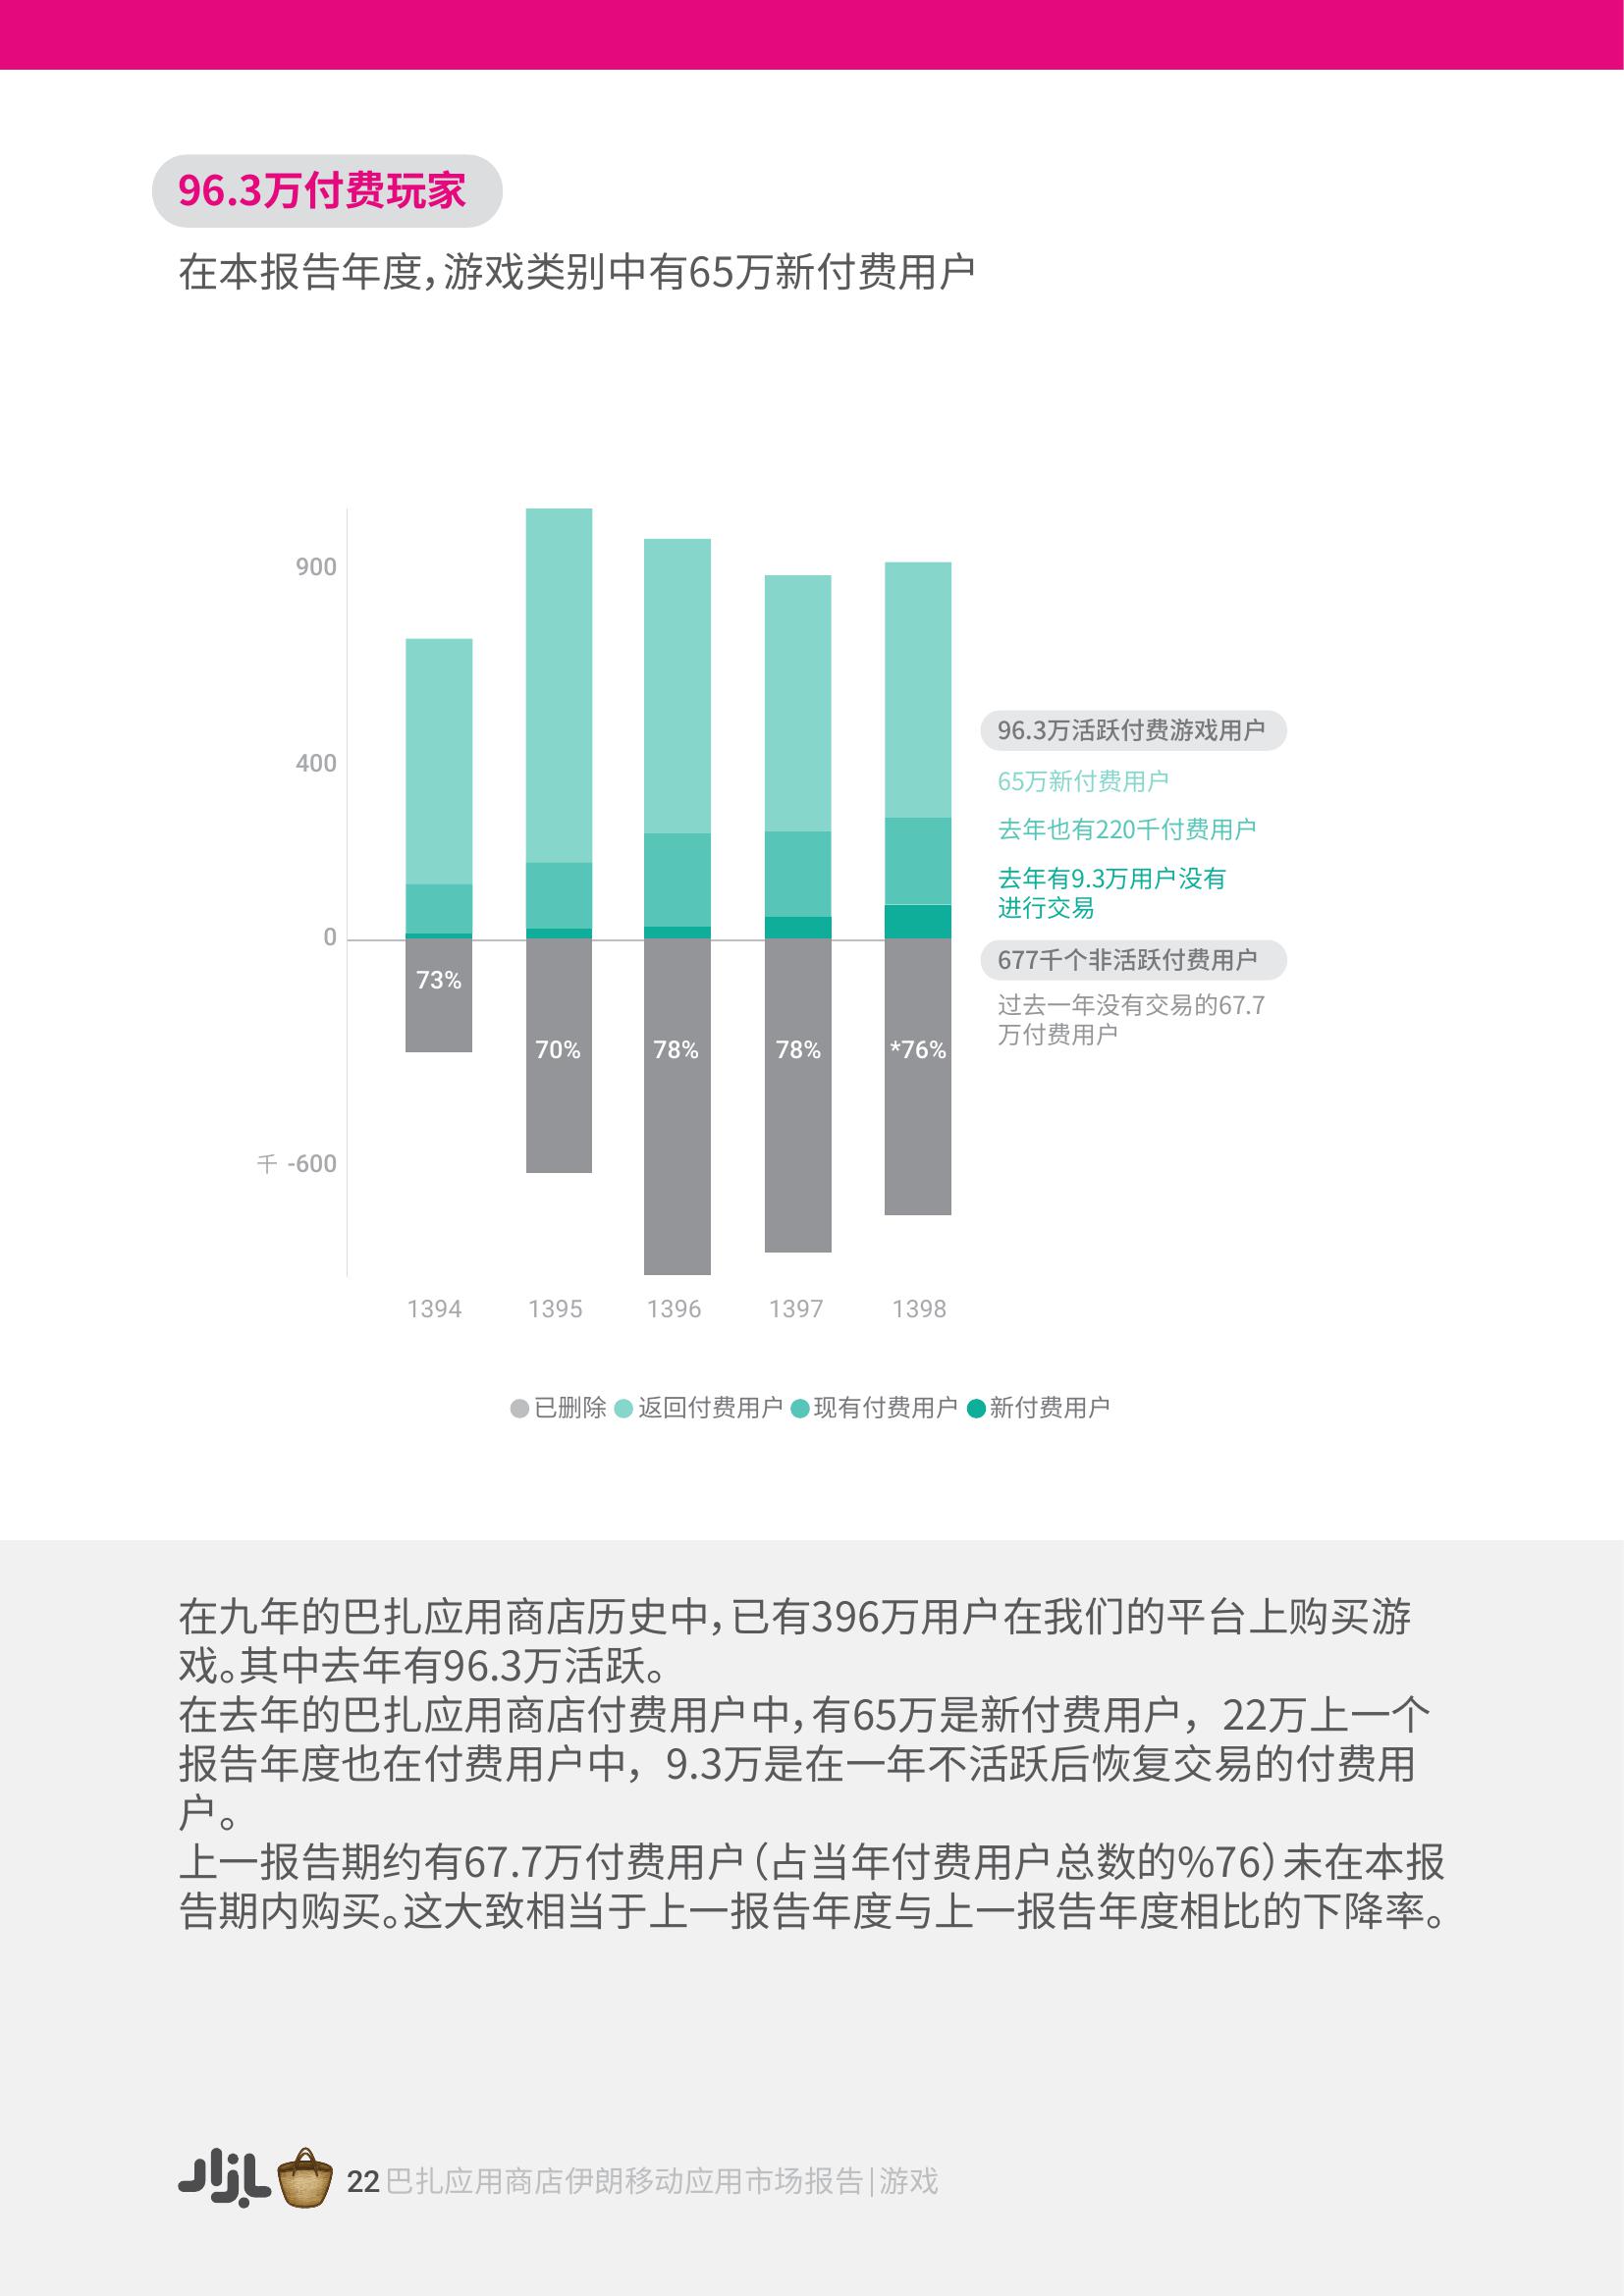 96.3万付费玩家
在本报告年度，游戏类别中有65万新付费用户
900
400
0
千 -600
73%
70%
78%
78%
*76%
1394
1395
1396
1397
1398
96.3万活跃付费游戏用户
65万新付费用户
去年也有220千付费用户
去年有9.3万用户没有
进行交易
677千个非活跃付费用户
过去一年没有交易的67.7
万付费用户
已删除 返回付费用户 现有付费用户 新付费用户
在九年的巴扎应用商店历史中，已有396万用户在我们的平台上购买游
戏。其中去年有96.3万活跃。
在去年的巴扎应用商店付费用户中，有65万是新付费用户，22万上一个
报告年度也在付费用户中，9.3万是在一年不活跃后恢复交易的付费用
户。
上一报告期约有67.7万付费用户（占当年付费用户总数的%76）未在本报
告期内购买。这大致相当于上一报告年度与上一报告年度相比的下降率。
بازار 22 巴扎应用商店伊朗移动应用市场报告|游戏